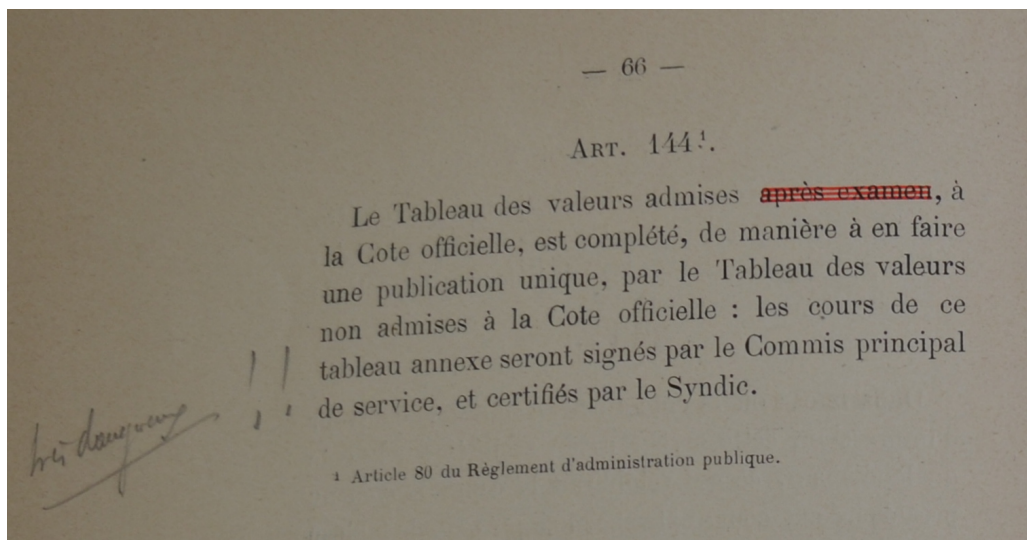 — 66 —
ART. 144¹.
Le Tableau des valeurs admises après examen, à
la Cote officielle, est complété, de manière à en faire
une publication unique, par le Tableau des valeurs
non admises à la Cote officielle : les cours de ce
tableau annexe seront signés par le Commis principal
de service, et certifiés par le Syndic.
!!
très dangereux
¹ Article 80 du Règlement d'administration publique.